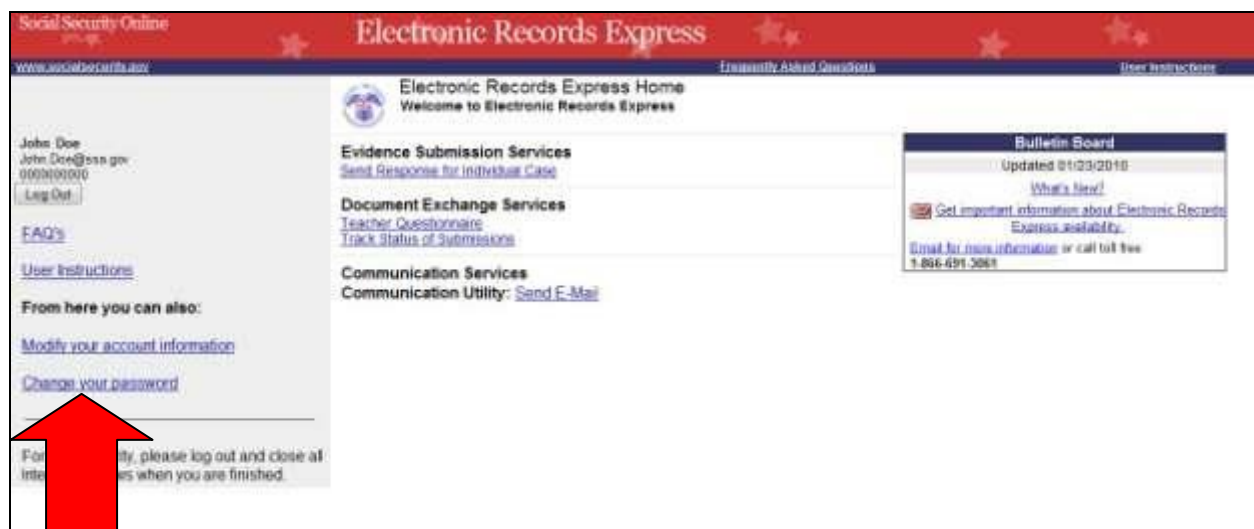 Social Security Online
Electronic Records Express
www.socialsecurity.gov
Frequently Asked Questions
User Instructions
Electronic Records Express Home
Welcome to Electronic Records Express
John Doe
John.Doe@ssa.gov
0000000000
Log Out
FAQ's
User Instructions
From here you can also:
Modify your account information
Change your password
For ity, please log out and close all
Inte ws when you are finished.
Evidence Submission Services
Send Response for Individual Case
Document Exchange Services
Teacher Questionnaire
Track Status of Submissions
Communication Services
Communication Utility: Send E-Mail
Bulletin Board
Updated 01/23/2010
What's New?
Get important information about Electronic Records
Express availability.
Email for more information or call toll free
1-866-691-3061